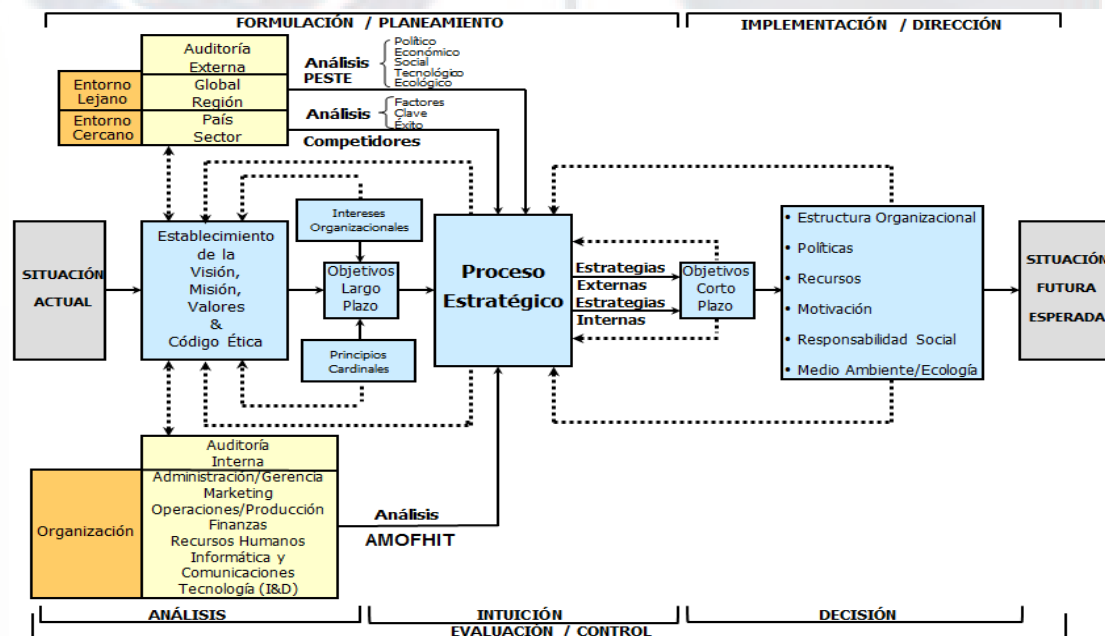 FORMULACIÓN / PLANEAMIENTO
IMPLEMENTACIÓN / DIRECCIÓN
Auditoría
Externa
Entorno
Lejano
Global
Región
Entorno
Cercano
País
Sector
Análisis
PESTE
Político
Económico
Social
Tecnológico
Ecológico
Análisis
Competidores
Factores
Clave
Éxito
SITUACIÓN
ACTUAL
Establecimiento
de la
Visión,
Misión,
Valores
&
Código Ética
Intereses
Organizacionales
Objetivos
Largo
Plazo
Principios
Cardinales
Proceso
Estratégico
Estrategias
Externas
Estrategias
Internas
Objetivos
Corto
Plazo
• Estructura Organizacional
• Políticas
• Recursos
• Motivación
• Responsabilidad Social
• Medio Ambiente/Ecología
SITUACIÓN
FUTURA
ESPERADA
Auditoría
Interna
Organización
Administración/Gerencia
Marketing
Operaciones/Producción
Finanzas
Recursos Humanos
Informática y
Comunicaciones
Tecnología (I&D)
Análisis
AMOFHIT
ANÁLISIS
INTUICIÓN
DECISIÓN
EVALUACIÓN / CONTROL